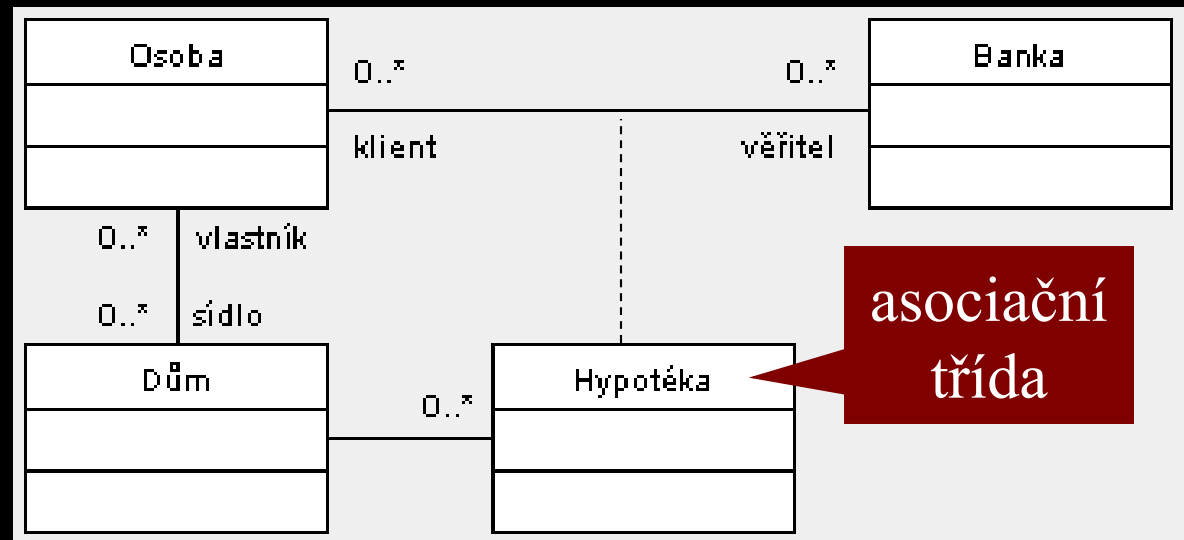 Osoba
Banka
0..*
0..*
klient
věřitel
0..*
vlastník
0..*
sídlo
asociační
třída
Dům
Hypotéka
0..*